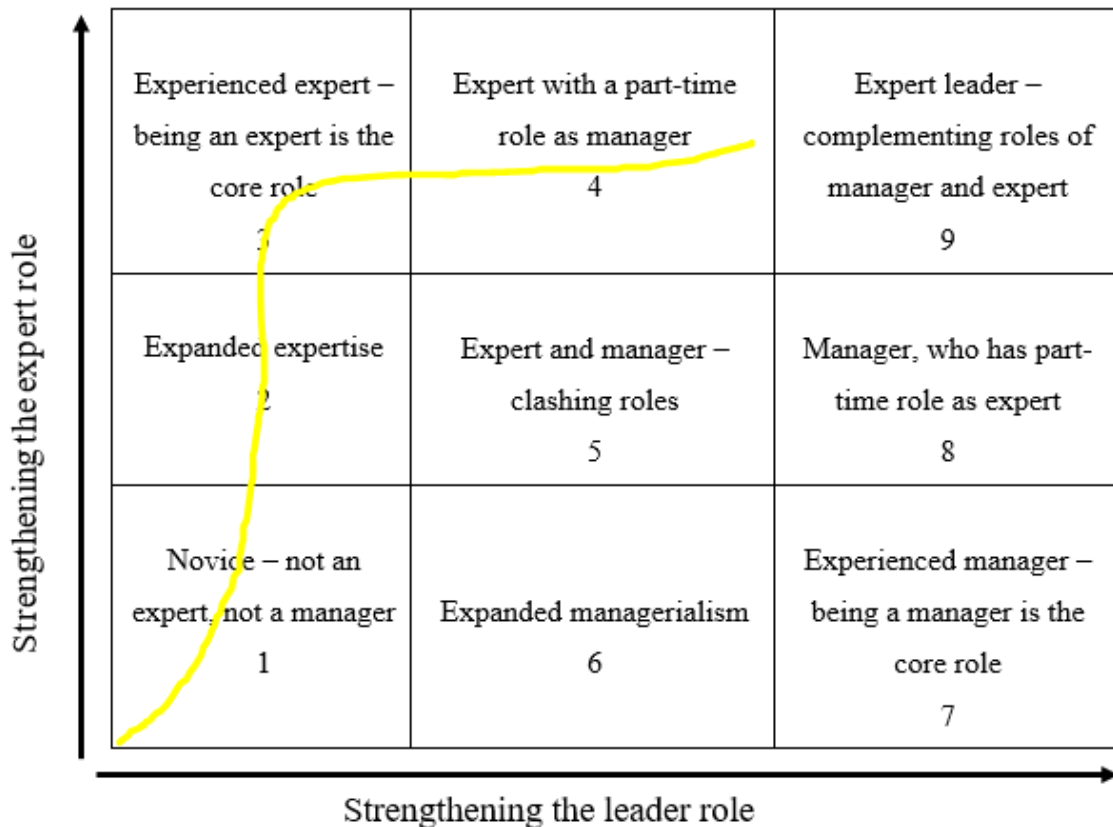 Strengthening the expert role
Experienced expert –
being an expert is the
core role
3
Expert with a part-time
role as manager
4
Expert leader –
complementing roles of
manager and expert
9
Expanded expertise
2
Expert and manager –
clashing roles
5
Manager, who has part-
time role as expert
8
Novice – not an
expert, not a manager
1
Expanded managerialism
6
Experienced manager –
being a manager is the
core role
7
Strengthening the leader role